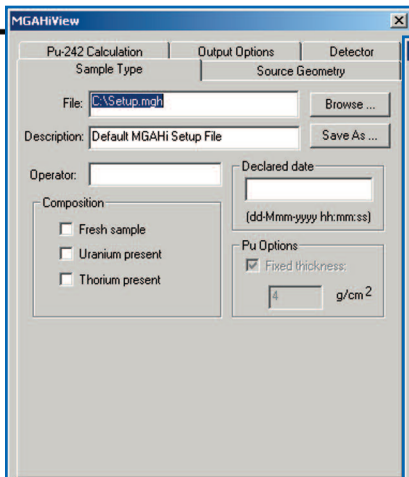 MGAHiView
Pu-242 Calculation Output Options Detector
Sample Type Source Geometry
File: C:\Setup.mgh Browse ...
Description: Default MGAHi Setup File Save As ...
Operator:
Declared date
(dd-Mmm-yyyy hh:mm:ss)
Composition
Fresh sample
Uranium present
Thorium present
Pu Options
Fixed thickness:
4 g/cm2